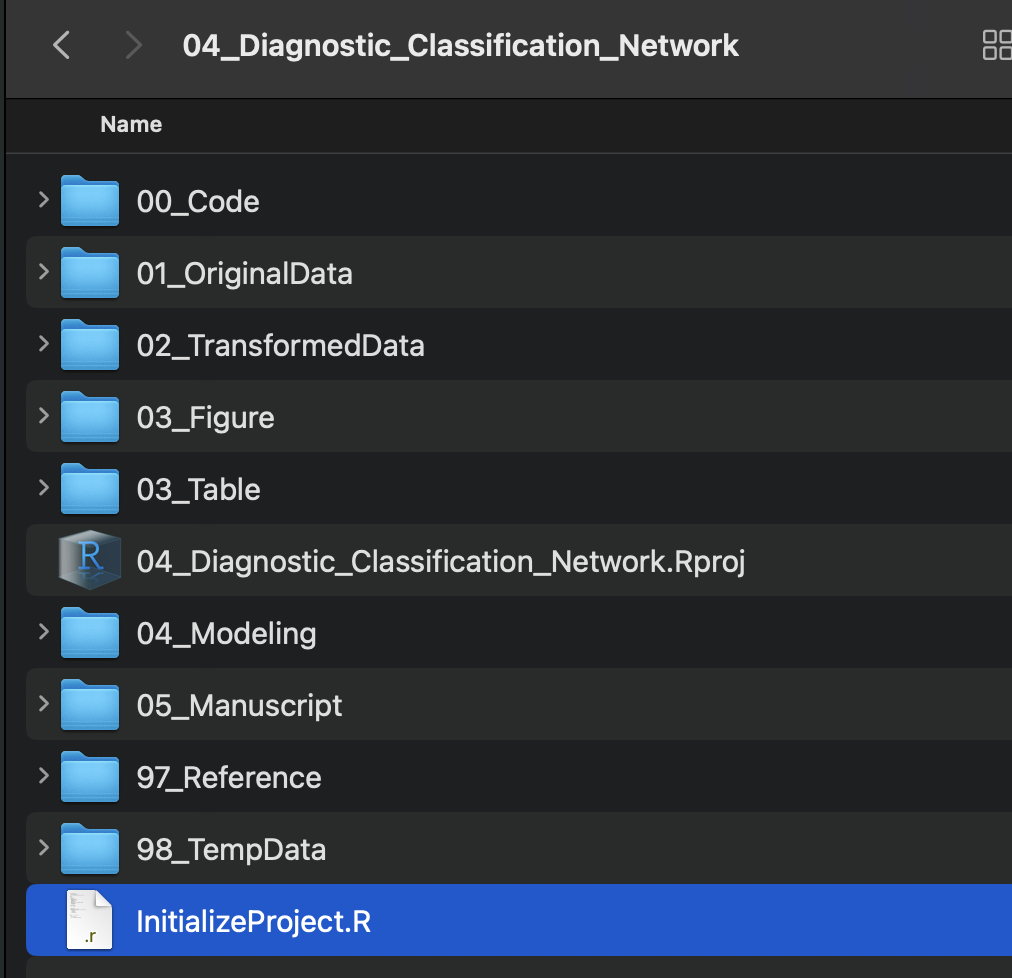 04_Diagnostic_Classification_Network
Name
00_Code
01_OriginalData
02_TransformedData
03_Figure
03_Table
R
04_Diagnostic_Classification_Network.Rproj
04_Modeling
05_Manuscript
97_Reference
98_TempData
.r
InitializeProject.R